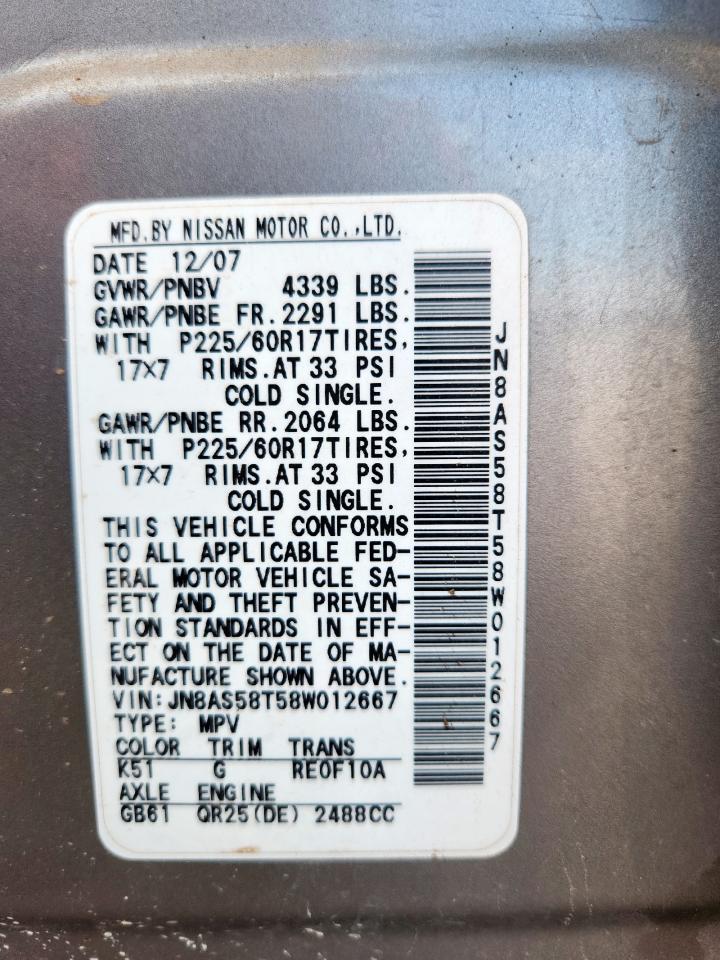 MFD.BY NISSAN MOTOR CO.,LTD.
DATE 12/07
GVWR/PNBV 4339 LBS.
GAWR/PNBE FR.2291 LBS.
WITH P225/60R17TIRES,
17×7 RIMS.AT 33 PSI
COLD SINGLE.
GAWR/PNBE RR.2064 LBS.
WITH P225/60R17TIRES,
17×7 RIMS.AT 33 PSI
COLD SINGLE.
THIS VEHICLE CONFORMS
TO ALL APPLICABLE FED-
ERAL MOTOR VEHICLE SA-
FETY AND THEFT PREVEN-
TION STANDARDS IN EFF-
ECT ON THE DATE OF MA-
NUFACTURE SHOWN ABOVE.
VIN:JN8AS58T58W012667
TYPE: MPV
COLOR TRIM TRANS
K51 G RE0F10A
AXLE ENGINE
GB61 QR25(DE) 2488CC
JN8AS58T58W012667